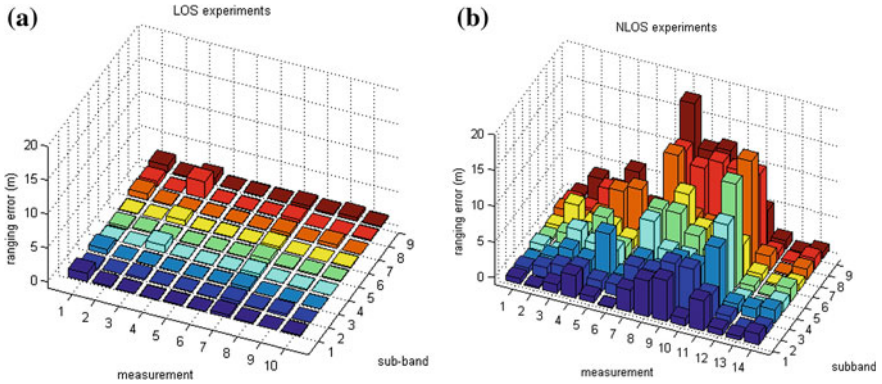 (a)
LOS experiments
20
15
10
5
0
ranging error (m)
1 2 3 4 5 6 7 8 9 10
measurement
1 2 3 4 5 6 7 8 9
sub-band
(b)
NLOS experiments
20
15
10
5
0
ranging error (m)
1 2 3 4 5 6 7 8 9 10 11 12 13 14
measurement
1 2 3 4 5 6 7 8 9
subband